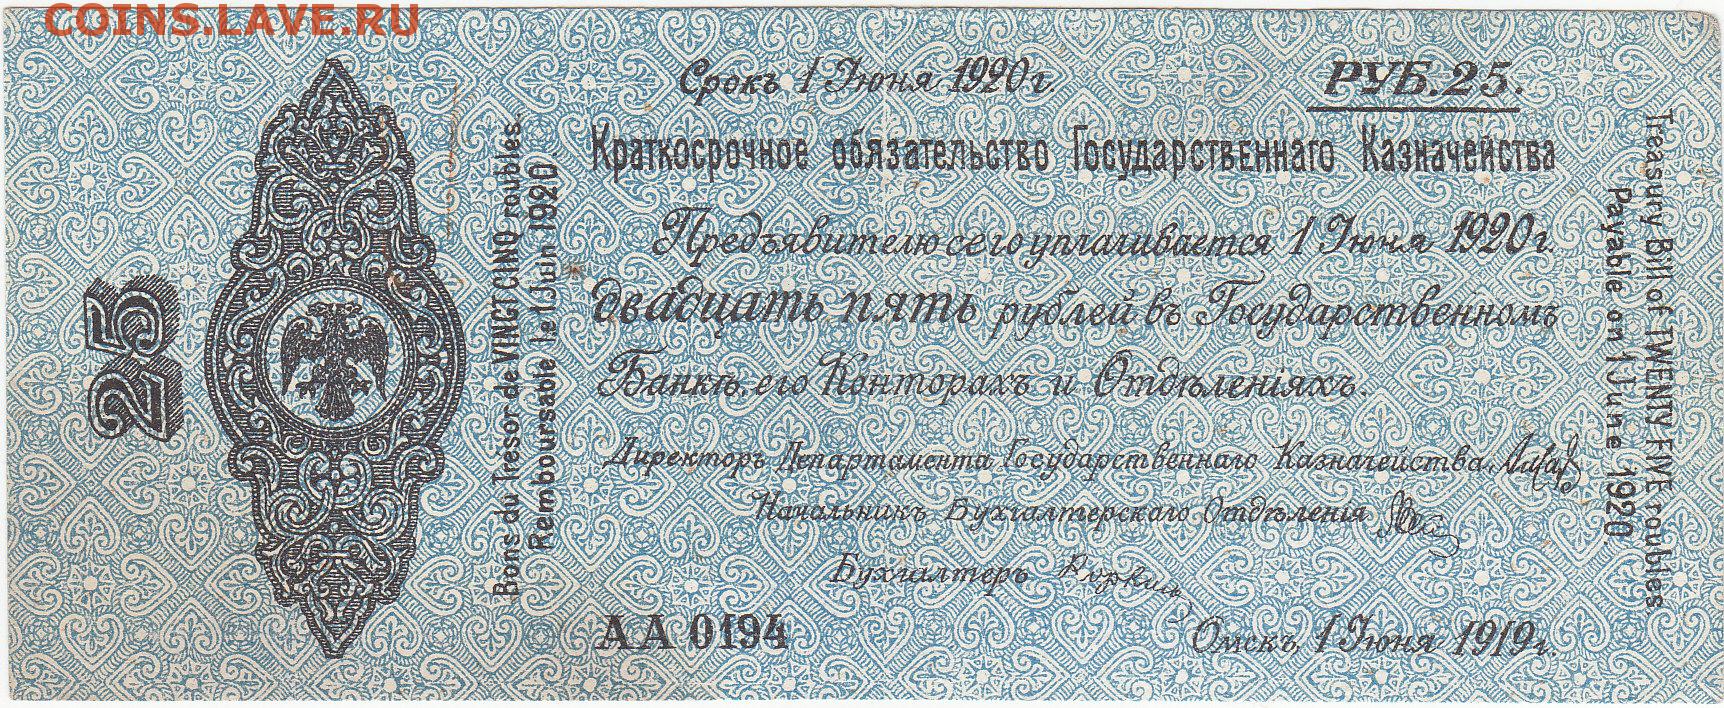 COINS.LAVE.RU
Срокъ 1 Іюня 1920 г.
РУБ. 25.
Краткосрочное обязательство Государственнаго Казначейства
Предъявителю сего уплачивается 1 Іюня 1920 г.
двадцать пять рублей въ Государственномъ
Банкѣ, его Конторахъ и Отдѣленіяхъ.
Директоръ Департамента Государственнаго Казначейства
Начальникъ Бухгалтерскаго Отдѣленія
Бухгалтеръ
АА 0194
Омскъ, 1 Іюня 1919 г.
25
Bons du Trésor de VINGT CINQ roubles.
Remboursable le 1 Juin 1920
Treasury Bill of TWENTY FIVE roubles
Payable on 1 June 1920